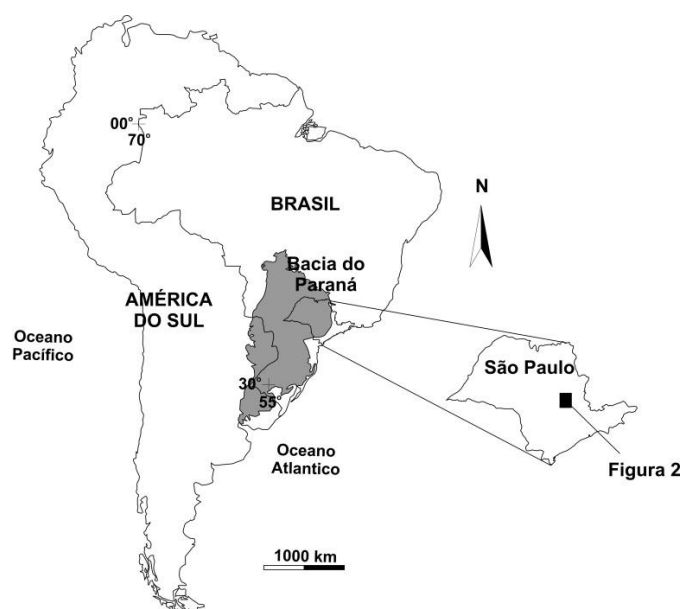 00°
70°
BRASIL
N
Bacia do
Paraná
AMÉRICA
DO SUL
Oceano
Pacífico
São Paulo
30°
55°
Oceano
Atlantico
Figura 2
1000 km